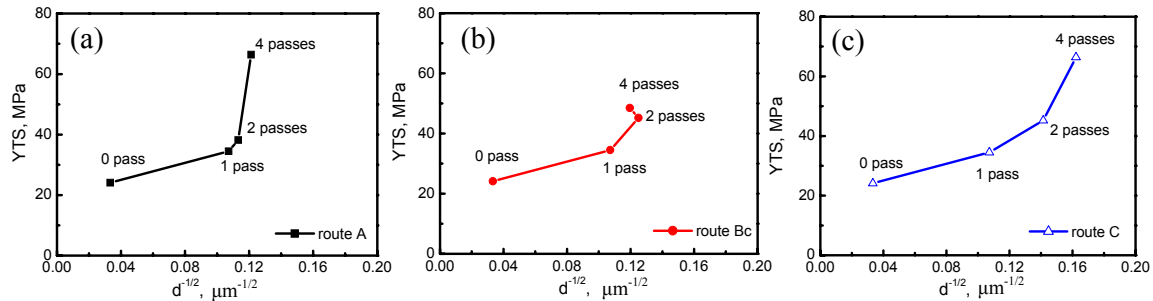 (a)
YTS, MPa
80
60
40
20
0
4 passes
2 passes
0 pass
1 pass
route A
0.00 0.04 0.08 0.12 0.16 0.20
d^-1/2, μm^-1/2
(b)
YTS, MPa
80
60
40
20
0
4 passes
2 passes
0 pass
1 pass
route Bc
0.00 0.04 0.08 0.12 0.16 0.20
d^-1/2, μm^-1/2
(c)
YTS, MPa
80
60
40
20
0
4 passes
2 passes
0 pass
1 pass
route C
0.00 0.04 0.08 0.12 0.16 0.20
d^-1/2, μm^-1/2